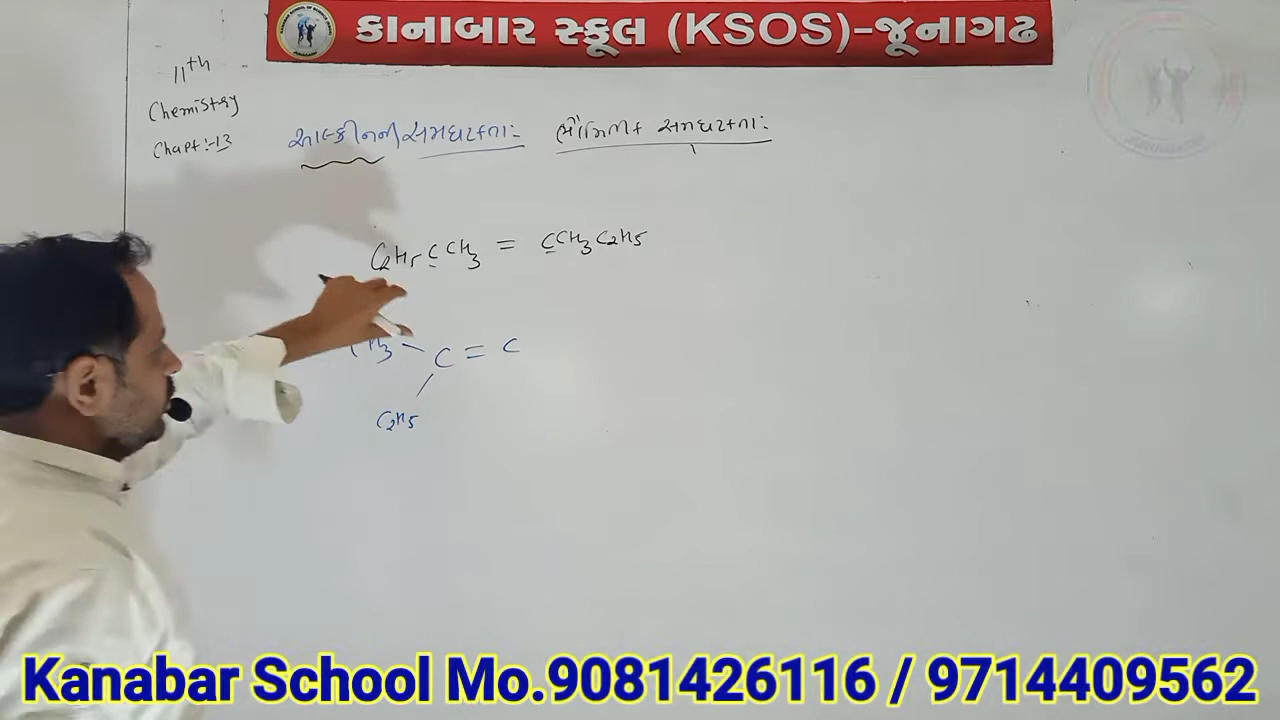 કાનાબાર સ્કૂલ (KSOS)-જૂનાગઢ
11th
Chemistry
Chapt:-13
આલ્કીનની સમઘટકતા:- ભૌમિતિક સમઘટકતા:
C2H5CCH3 = CCH3C2H5
CH3 - C = C
C2H5
Kanabar School Mo.9081426116 / 9714409562